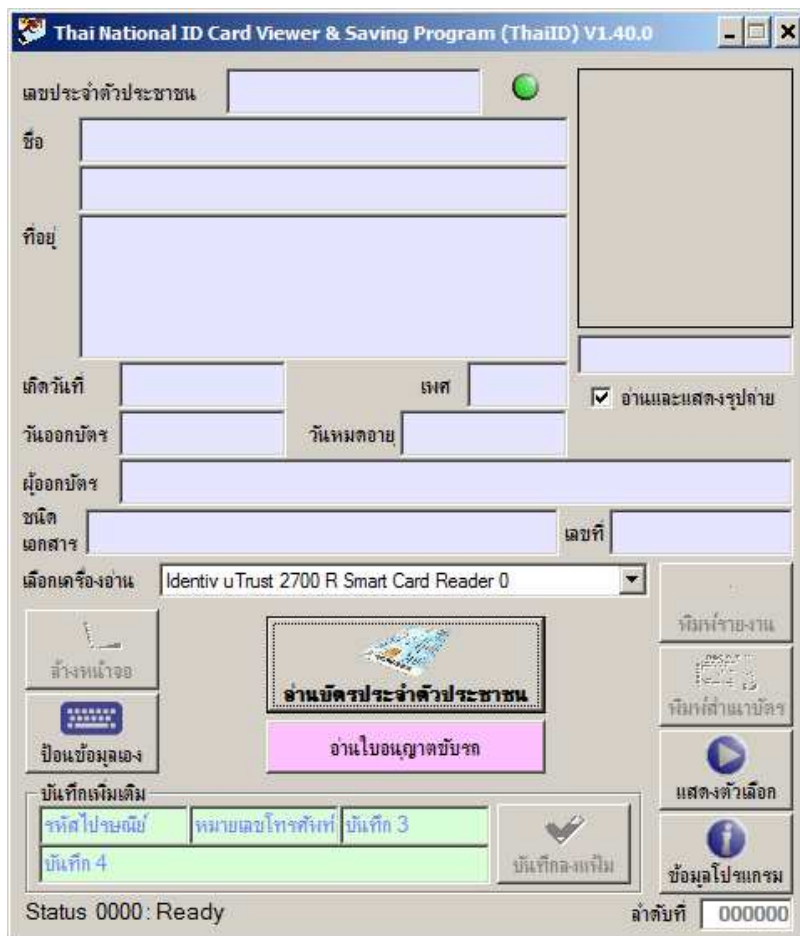 Thai National ID Card Viewer & Saving Program (ThaiID) V1.40.0
เลขประจำตัวประชาชน
ชื่อ
ที่อยู่
เกิดวันที่
เพศ
อ่านและแสดงรูปถ่าย
วันออกบัตร
วันหมดอายุ
ผู้ออกบัตร
ชนิด
เอกสาร
เลขที่
เลือกเครื่องอ่าน
Identiv uTrust 2700 R Smart Card Reader 0
ล้างหน้าจอ
อ่านบัตรประจำตัวประชาชน
พิมพ์รายงาน
พิมพ์สำเนาบัตร
ป้อนข้อมูลเอง
อ่านใบอนุญาตขับรถ
แสดงตัวเลือก
บันทึกเพิ่มเติม
รหัสไปรษณีย์
หมายเลขโทรศัพท์
บันทึก 3
บันทึก 4
บันทึกลงแฟ้ม
ข้อมูลโปรแกรม
Status 0000: Ready
ลำดับที่
000000